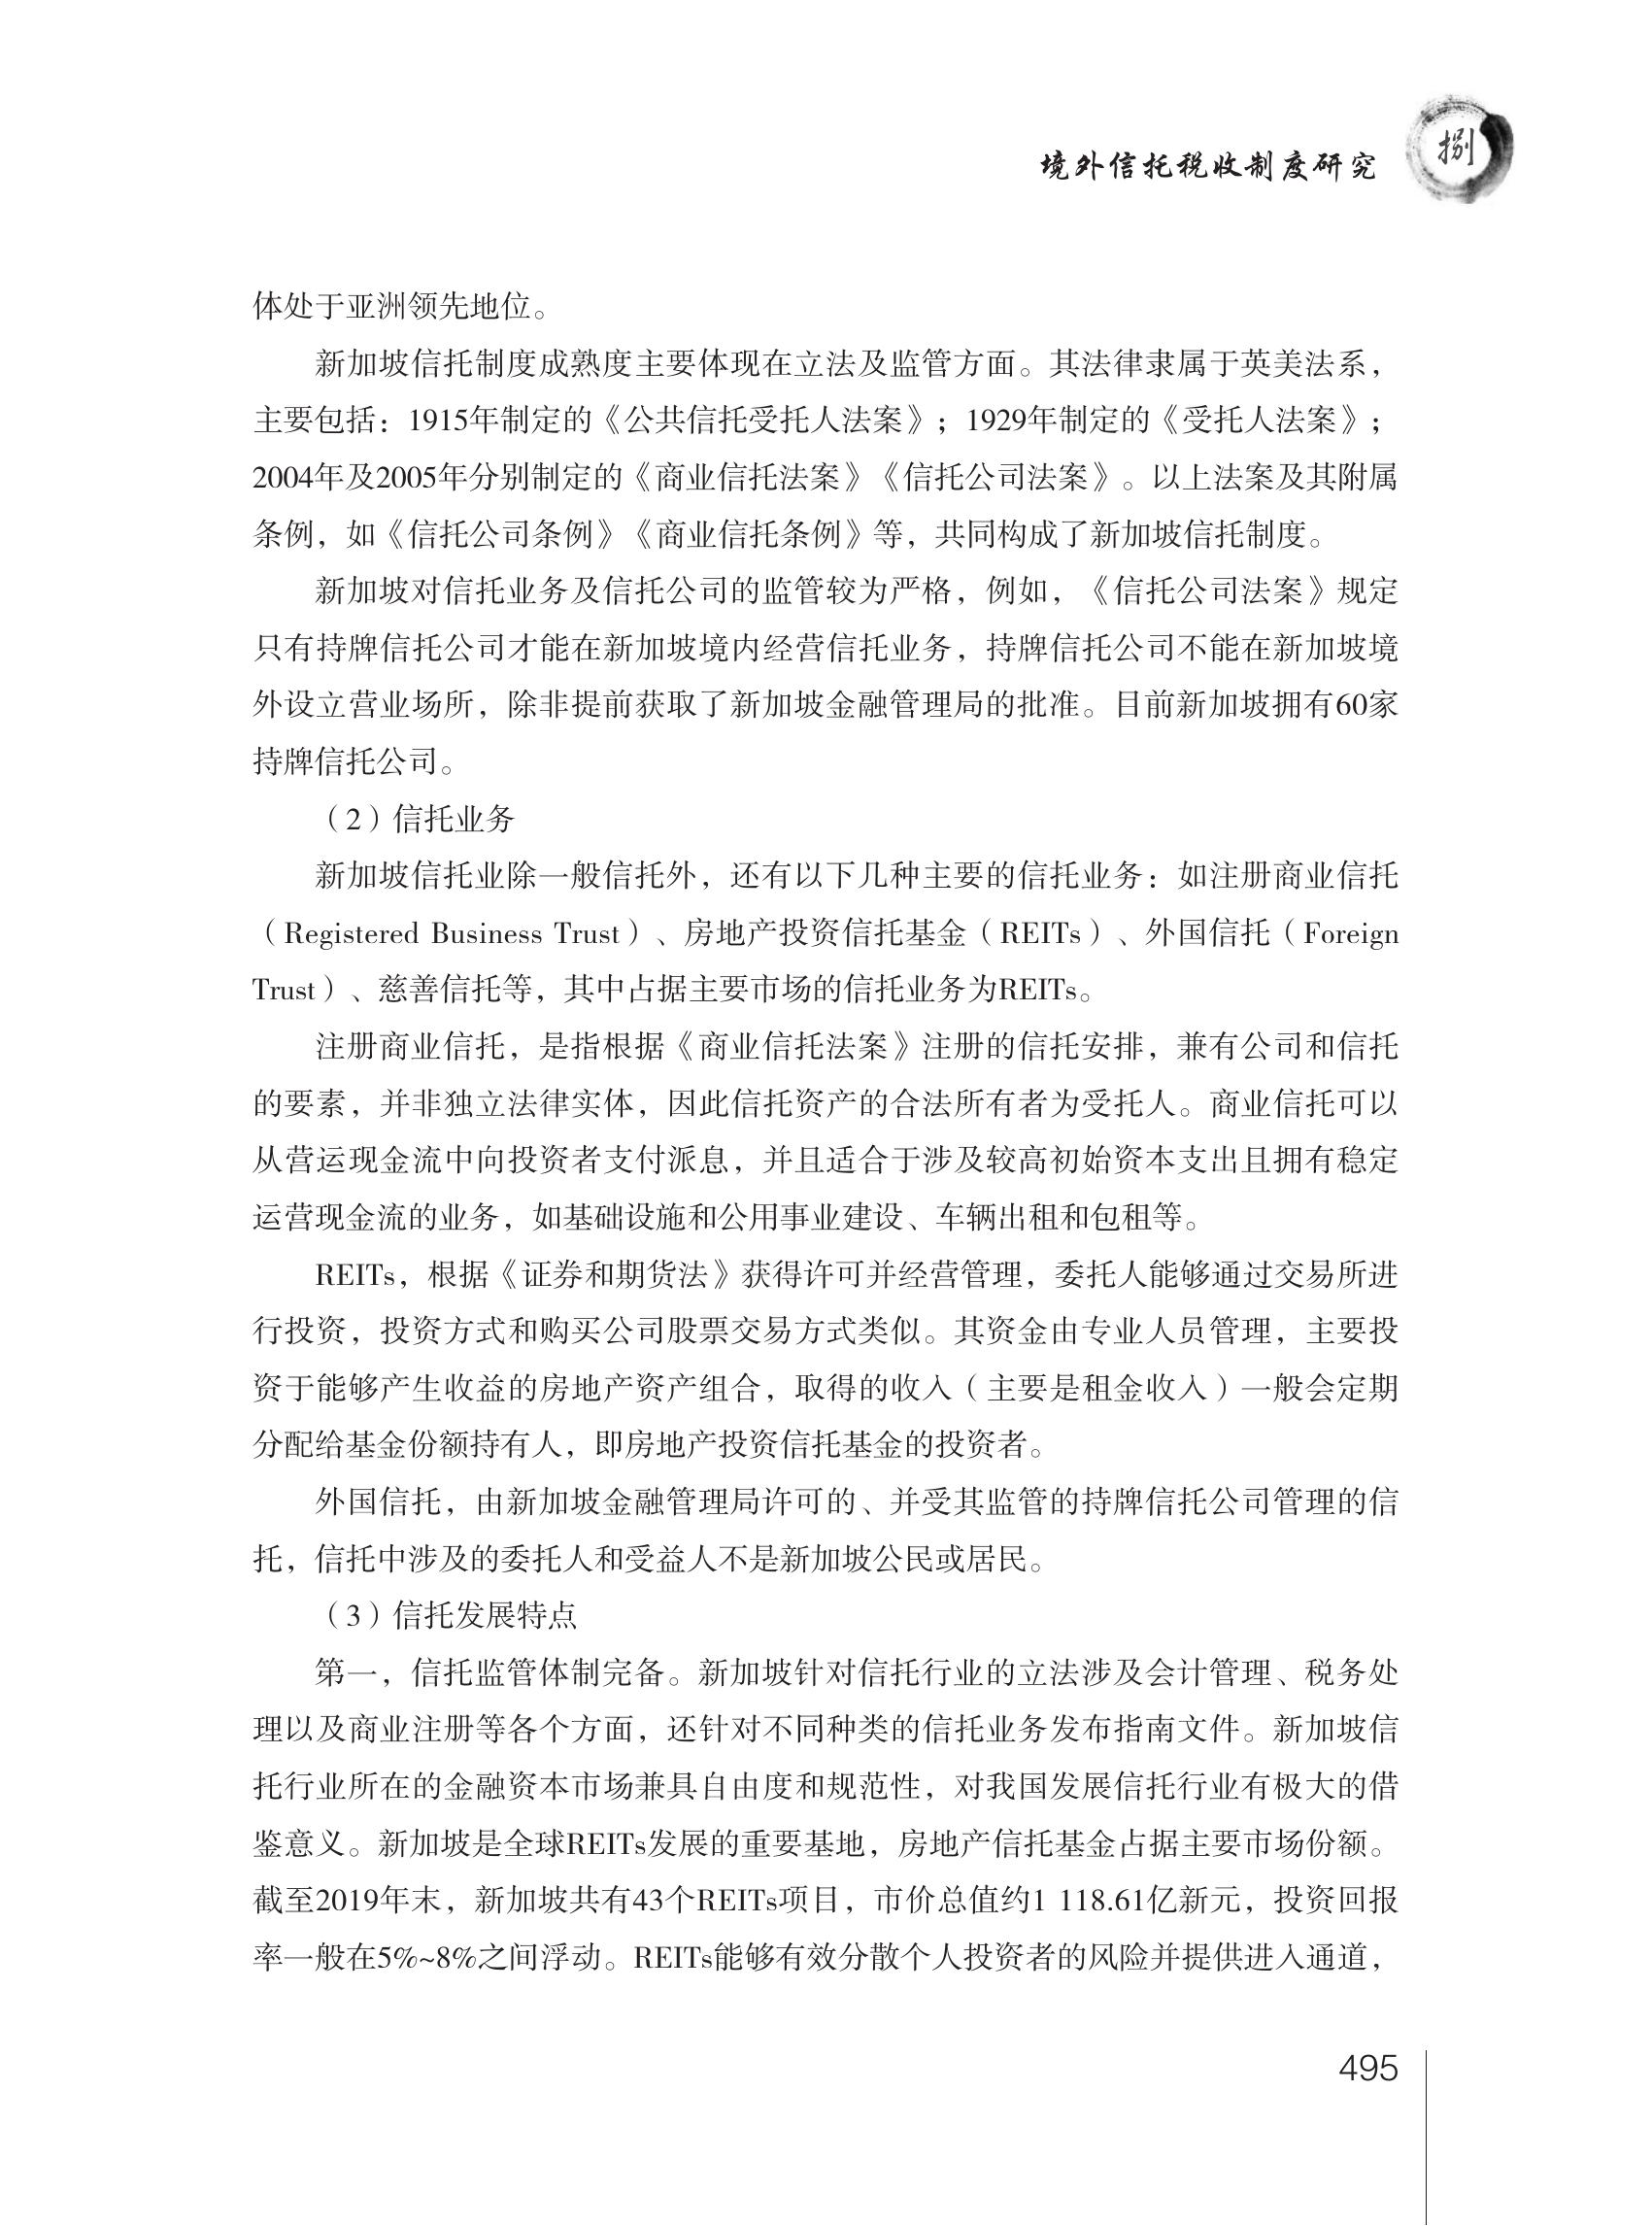 境外信托税收制度研究
捌
体处于亚洲领先地位。
新加坡信托制度成熟度主要体现在立法及监管方面。其法律隶属于英美法系，
主要包括：1915年制定的《公共信托受托人法案》；1929年制定的《受托人法案》；
2004年及2005年分别制定的《商业信托法案》《信托公司法案》。以上法案及其附属
条例，如《信托公司条例》《商业信托条例》等，共同构成了新加坡信托制度。
新加坡对信托业务及信托公司的监管较为严格，例如，《信托公司法案》规定
只有持牌信托公司才能在新加坡境内经营信托业务，持牌信托公司不能在新加坡境
外设立营业场所，除非提前获取了新加坡金融管理局的批准。目前新加坡拥有60家
持牌信托公司。
（2）信托业务
新加坡信托业除一般信托外，还有以下几种主要的信托业务：如注册商业信托
（Registered Business Trust）、房地产投资信托基金（REITs）、外国信托（Foreign
Trust）、慈善信托等，其中占据主要市场的信托业务为REITs。
注册商业信托，是指根据《商业信托法案》注册的信托安排，兼有公司和信托
的要素，并非独立法律实体，因此信托资产的合法所有者为受托人。商业信托可以
从营运现金流中向投资者支付派息，并且适合于涉及较高初始资本支出且拥有稳定
运营现金流的业务，如基础设施和公用事业建设、车辆出租和包租等。
REITs，根据《证券和期货法》获得许可并经营管理，委托人能够通过交易所进
行投资，投资方式和购买公司股票交易方式类似。其资金由专业人员管理，主要投
资于能够产生收益的房地产资产组合，取得的收入（主要是租金收入）一般会定期
分配给基金份额持有人，即房地产投资信托基金的投资者。
外国信托，由新加坡金融管理局许可的、并受其监管的持牌信托公司管理的信
托，信托中涉及的委托人和受益人不是新加坡公民或居民。
（3）信托发展特点
第一，信托监管体制完备。新加坡针对信托行业的立法涉及会计管理、税务处
理以及商业注册等各个方面，还针对不同种类的信托业务发布指南文件。新加坡信
托行业所在的金融资本市场兼具自由度和规范性，对我国发展信托行业有极大的借
鉴意义。新加坡是全球REITs发展的重要基地，房地产信托基金占据主要市场份额。
截至2019年末，新加坡共有43个REITs项目，市价总值约1 118.61亿新元，投资回报
率一般在5%~8%之间浮动。REITs能够有效分散个人投资者的风险并提供进入通道，
495